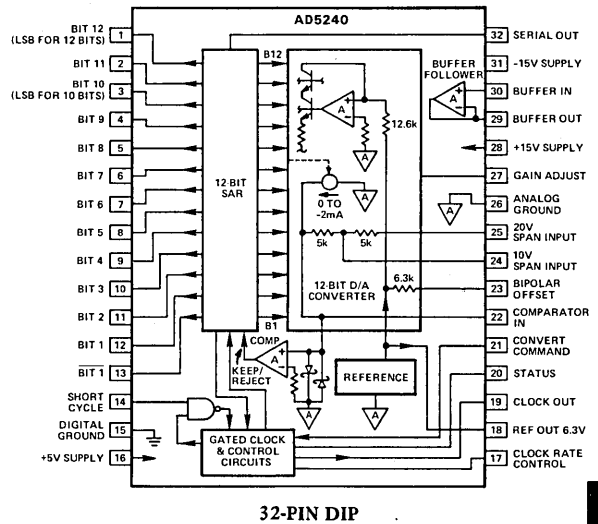 AD5240
BIT 12
(LSB FOR 12 BITS)
1
BIT 11
2
BIT 10
(LSB FOR 10 BITS)
3
BIT 9
4
BIT 8
5
BIT 7
6
BIT 6
7
BIT 5
8
BIT 4
9
BIT 3
10
BIT 2
11
BIT 1
12
BIT 1
13
SHORT
CYCLE
14
DIGITAL
GROUND
15
+5V SUPPLY
16
12-BIT
SAR
B12
B1
A
+
−
A
A
12.6k
A
0 TO
-2mA
5k
5k
6.3k
12-BIT D/A
CONVERTER
COMP
KEEP/
REJECT
+
A
−
A
REFERENCE
A
GATED CLOCK
& CONTROL
CIRCUITS
BUFFER
FOLLOWER
+
A
−
A
32
SERIAL OUT
31
-15V SUPPLY
30
BUFFER IN
29
BUFFER OUT
28
+15V SUPPLY
27
GAIN ADJUST
26
ANALOG
GROUND
25
20V
SPAN INPUT
24
10V
SPAN INPUT
23
BIPOLAR
OFFSET
22
COMPARATOR
IN
21
CONVERT
COMMAND
20
STATUS
19
CLOCK OUT
18
REF OUT 6.3V
17
CLOCK RATE
CONTROL
32-PIN DIP